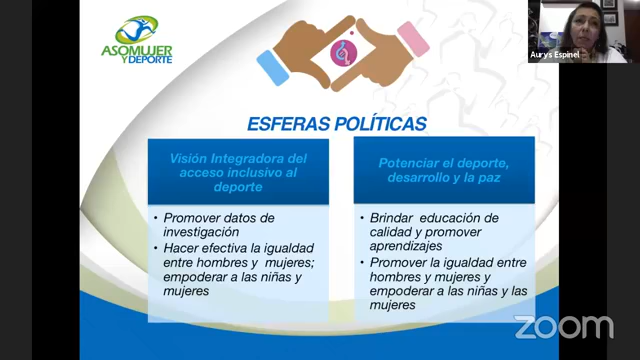 ASOMUJER
Y DEPORTE
Aurys Espinel
ESFERAS POLÍTICAS
Visión Integradora del
acceso inclusivo al
deporte
• Promover datos de
investigación
• Hacer efectiva la igualdad
entre hombres y mujeres;
empoderar a las niñas y
mujeres
Potenciar el deporte,
desarrollo y la paz
• Brindar educación de
calidad y promover
aprendizajes
• Promover la igualdad entre
hombres y mujeres y
empoderar a las niñas y las
mujeres
zoom